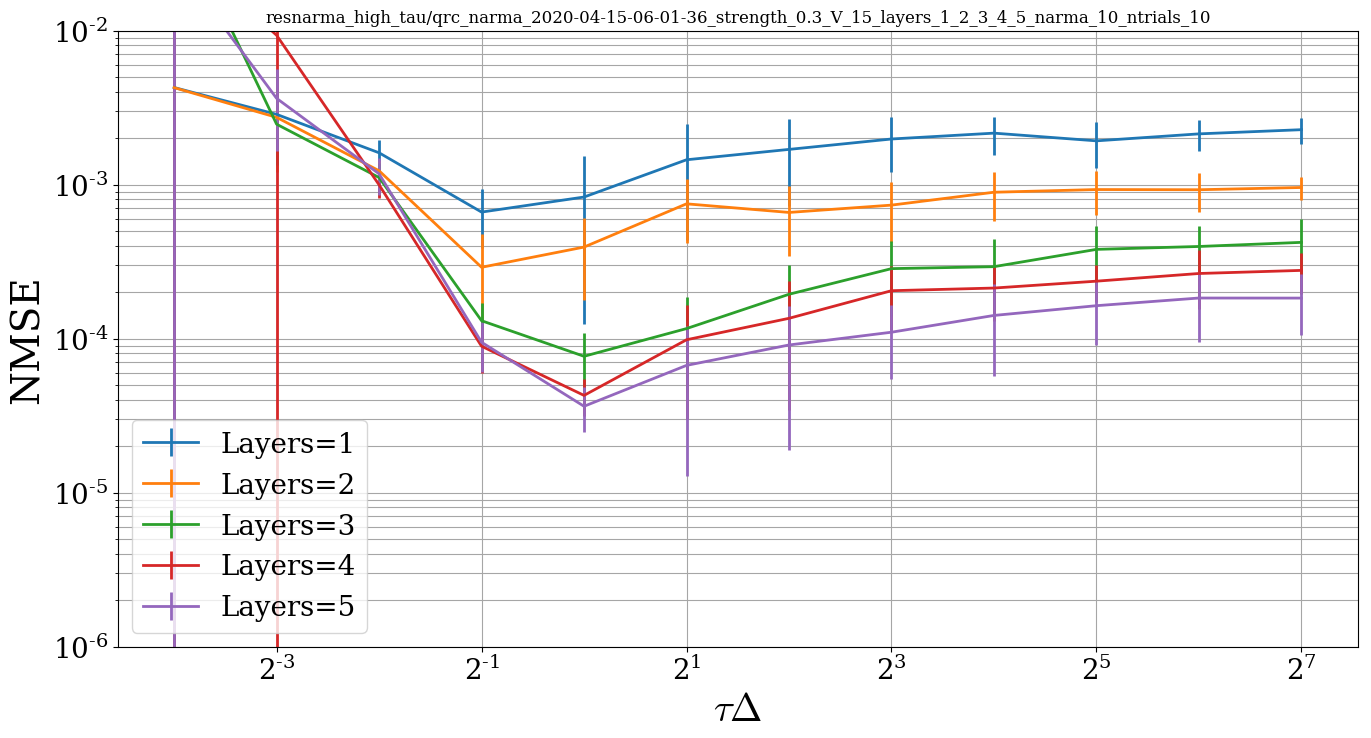 resnarma_high_tau/qrc_narma_2020-04-15-06-01-36_strength_0.3_V_15_layers_1_2_3_4_5_narma_10_ntrials_10
10⁻²
10⁻³
10⁻⁴
10⁻⁵
10⁻⁶
NMSE
Layers=1
Layers=2
Layers=3
Layers=4
Layers=5
2⁻³ 2⁻¹ 2¹ 2³ 2⁵ 2⁷
τΔ